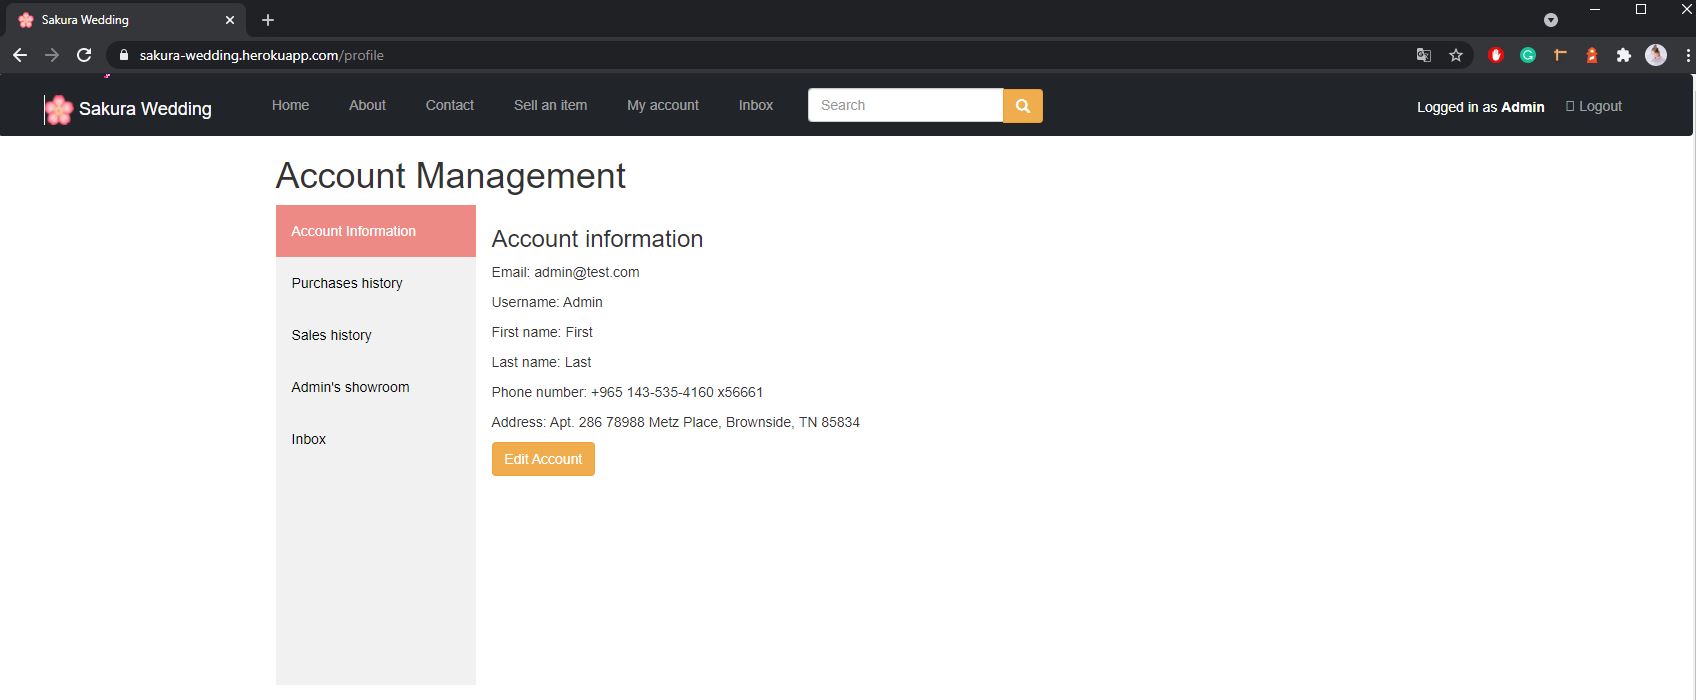 Sakura Wedding
sakura-wedding.herokuapp.com/profile
Sakura Wedding Home About Contact Sell an item My account Inbox Search Logged in as Admin Logout
Account Management
Account Information
Purchases history
Sales history
Admin's showroom
Inbox
Account information
Email: admin@test.com
Username: Admin
First name: First
Last name: Last
Phone number: +965 143-535-4160 x56661
Address: Apt. 286 78988 Metz Place, Brownside, TN 85834
Edit Account